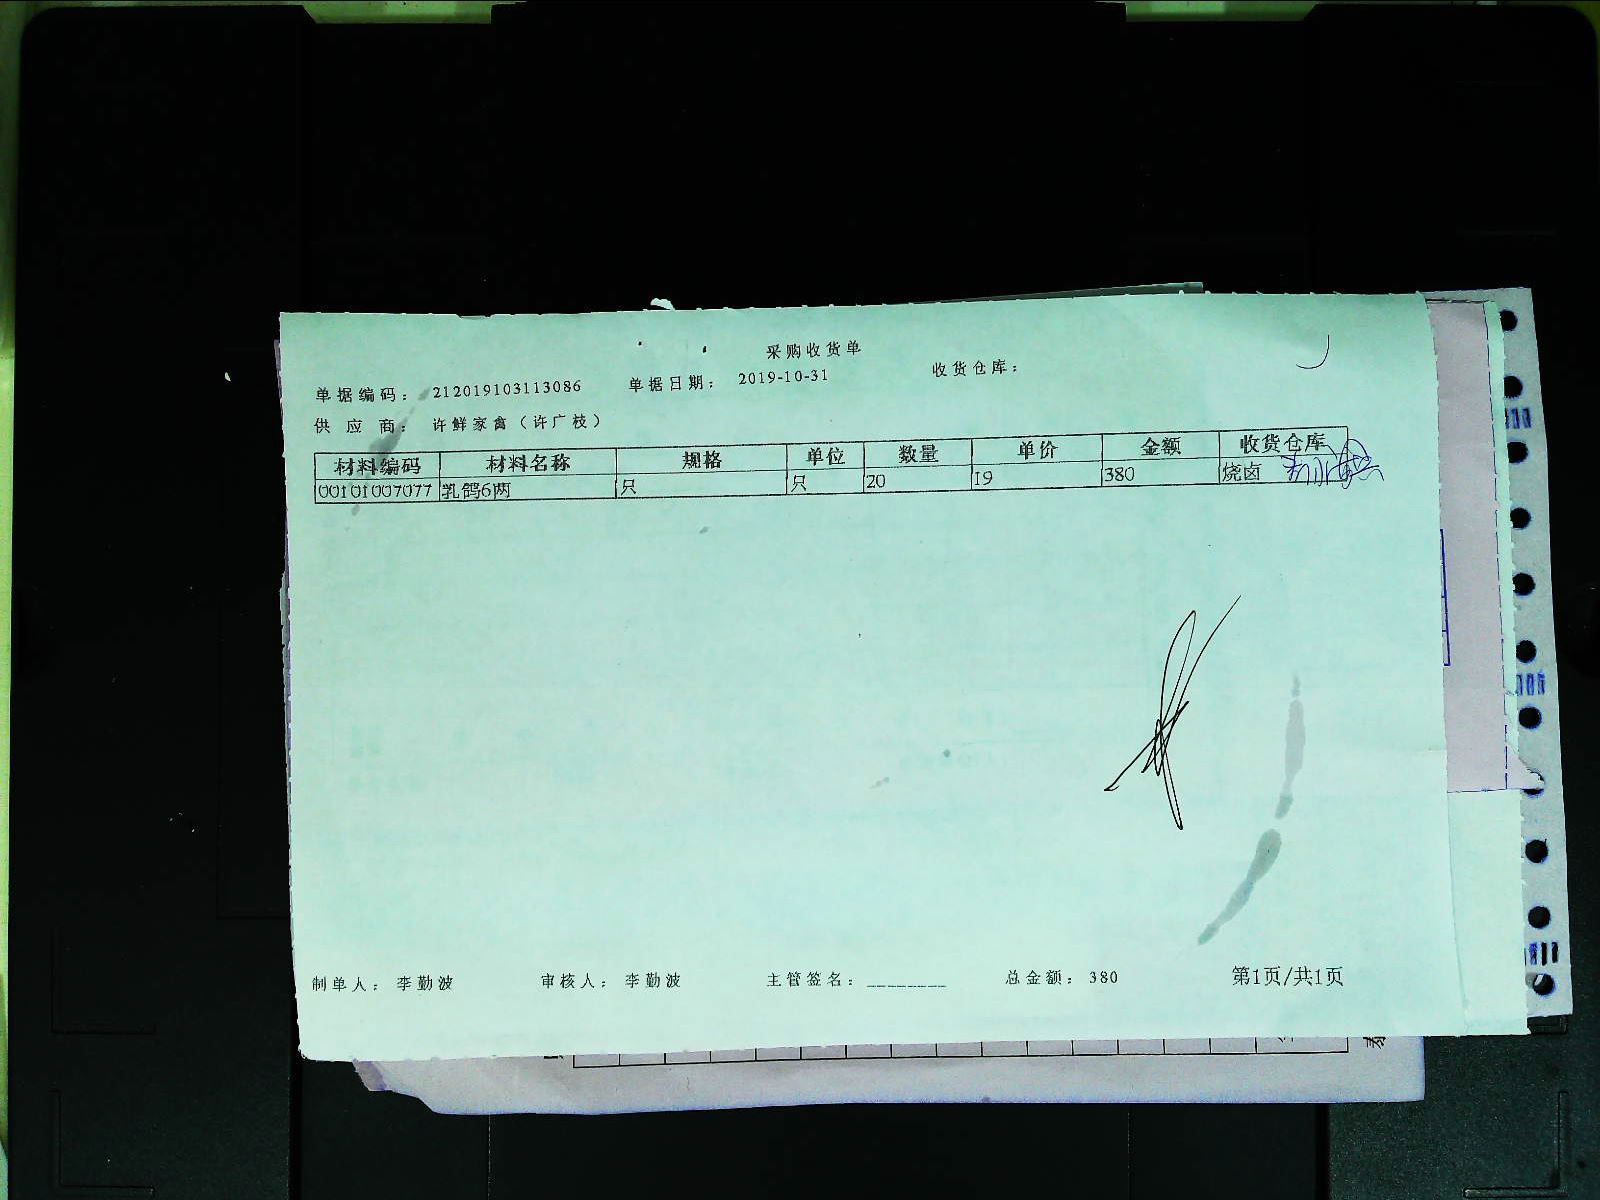 采购收货单
单据编码: 212019103113086 单据日期: 2019-10-31 收货仓库:
供应商: 许鲜家禽(许广枝)
材料编码 材料名称 规格 单位 数量 单价 金额 收货仓库
00101007077 乳鸽6两 只 只 20 19 380 烧卤
制单人: 李勤波 审核人: 李勤波 主管签名: ________ 总金额: 380 第1页/共1页